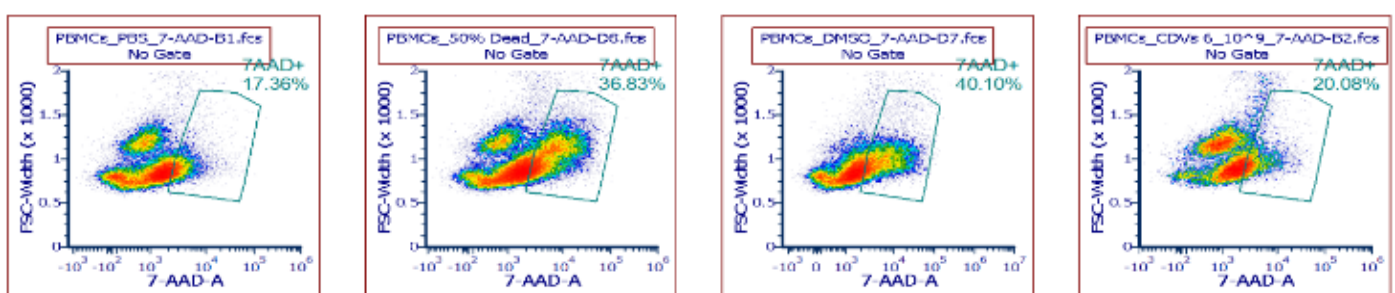 PBMCs_PBS_7-AAD-B1.fcs
No Gate
7AAD+
17.36%
FSC-Width (x 1000)
2
1.5
1
0.5
0
-10^3 -10^2 10^3 10^4 10^5 10^6
7-AAD-A
PBMCs_50% Dead_7-AAD-D6.fcs
No Gate
7AAD+
36.83%
FSC-Width (x 1000)
2
1.5
1
0.5
0
-10^3 -10^2 10^3 10^4 10^5 10^6
7-AAD-A
PBMCs_DMSO_7-AAD-D7.fcs
No Gate
7AAD+
40.10%
FSC-Width (x 1000)
2
1.5
1
0.5
0
-10^3 0 10^3 10^4 10^5 10^6 10^7
7-AAD-A
PBMCs_CDVs 6_10^9_7-AAD-B2.fcs
No Gate
7AAD+
20.08%
FSC-Width (x 1000)
2
1.5
1
0.5
0
-10^3 -10^2 10^3 10^4 10^5 10^6
7-AAD-A